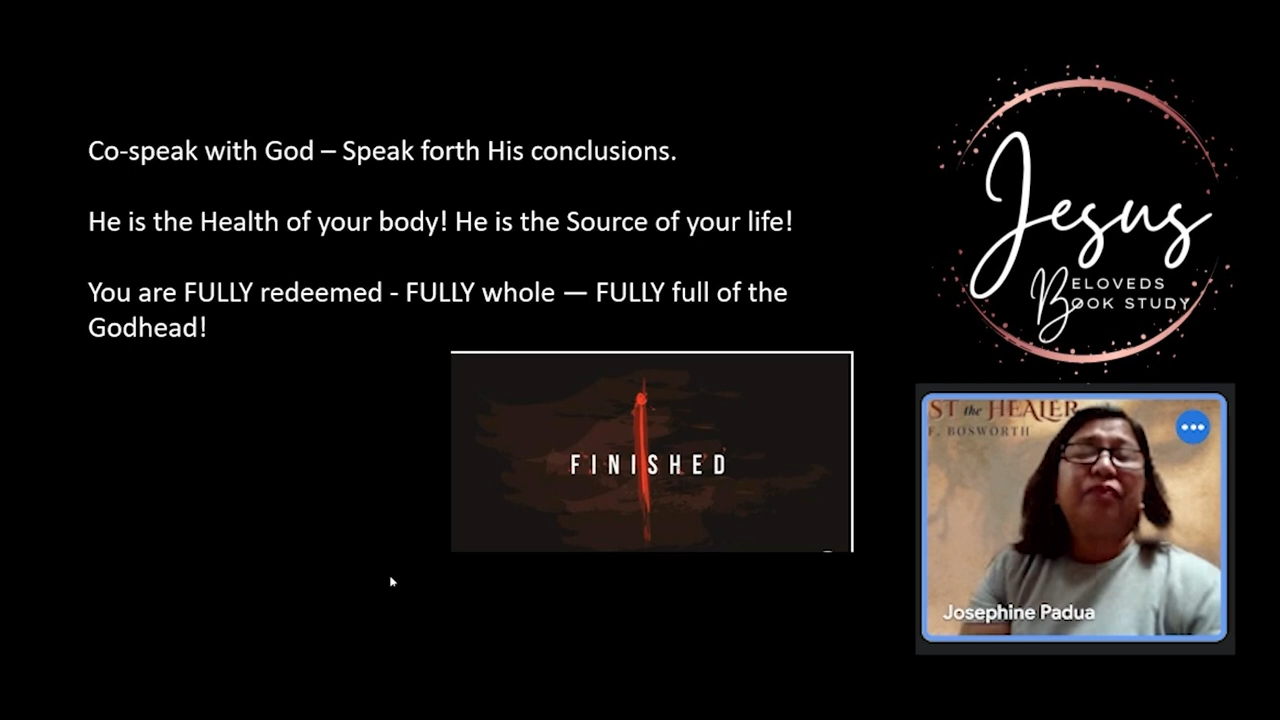 Co-speak with God – Speak forth His conclusions.
He is the Health of your body! He is the Source of your life!
You are FULLY redeemed - FULLY whole — FULLY full of the
Godhead!
FINISHED
Jesus
BELOVEDS
BOOK STUDY
ST the HEALER
F. BOSWORTH
Josephine Padua